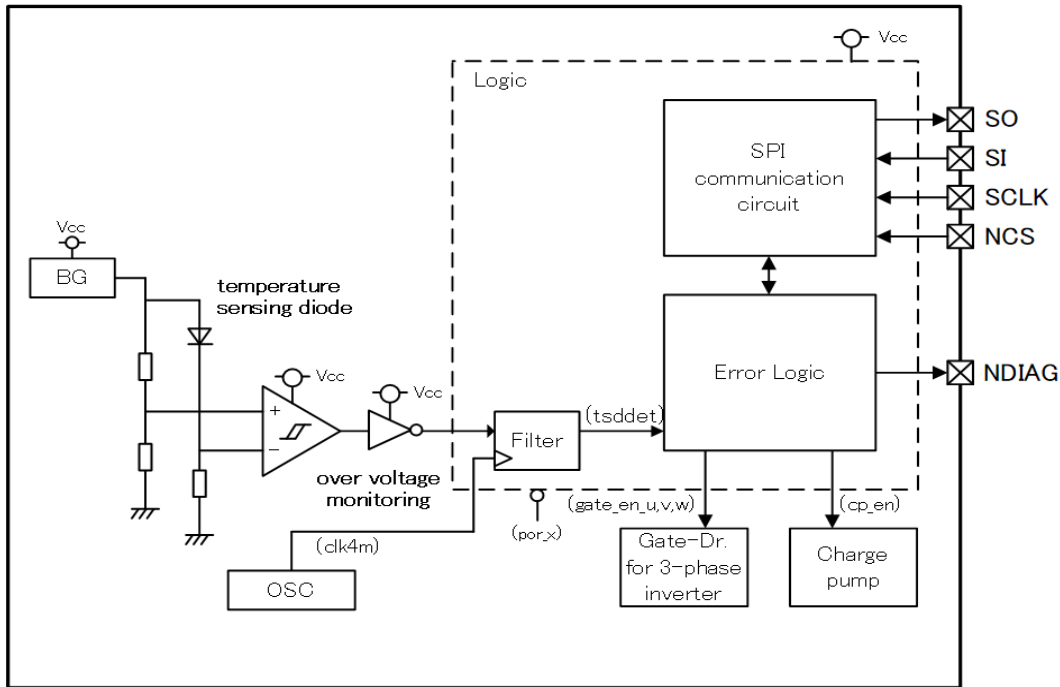 Vcc
Logic
SO
SPI
communication
circuit
SI
SCLK
NCS
Vcc
BG
temperature
sensing diode
Vcc
Vcc
+
−
Error Logic
NDIAG
Filter
(tsddet)
over voltage
monitoring
(gate_en_u,v,w)
(cp_en)
(por_x)
(clk4m)
OSC
Gate-Dr.
for 3-phase
inverter
Charge
pump